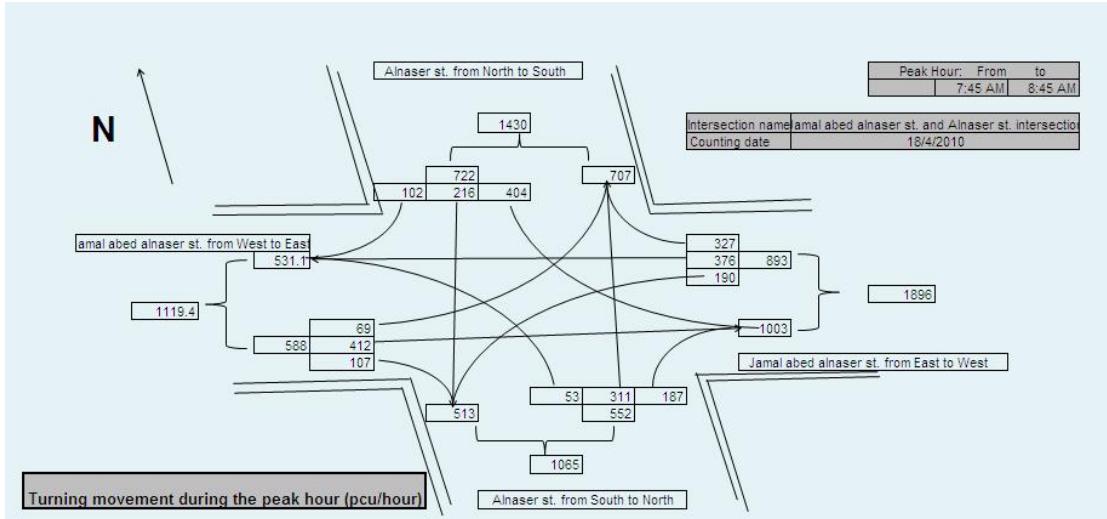 Alnaser st. from North to South
Peak Hour: From to
7:45 AM 8:45 AM
N
1430
Intersection name amal abed alnaser st. and Alnaser st. intersection
Counting date 18/4/2010
722
707
102 216 404
amal abed alnaser st. from West to East
327
531.1
376 893
190
1119.4
1896
69
1003
588 412
107
Jamal abed alnaser st. from East to West
53 311 187
513
552
1065
Turning movement during the peak hour (pcu/hour)
Alnaser st. from South to North